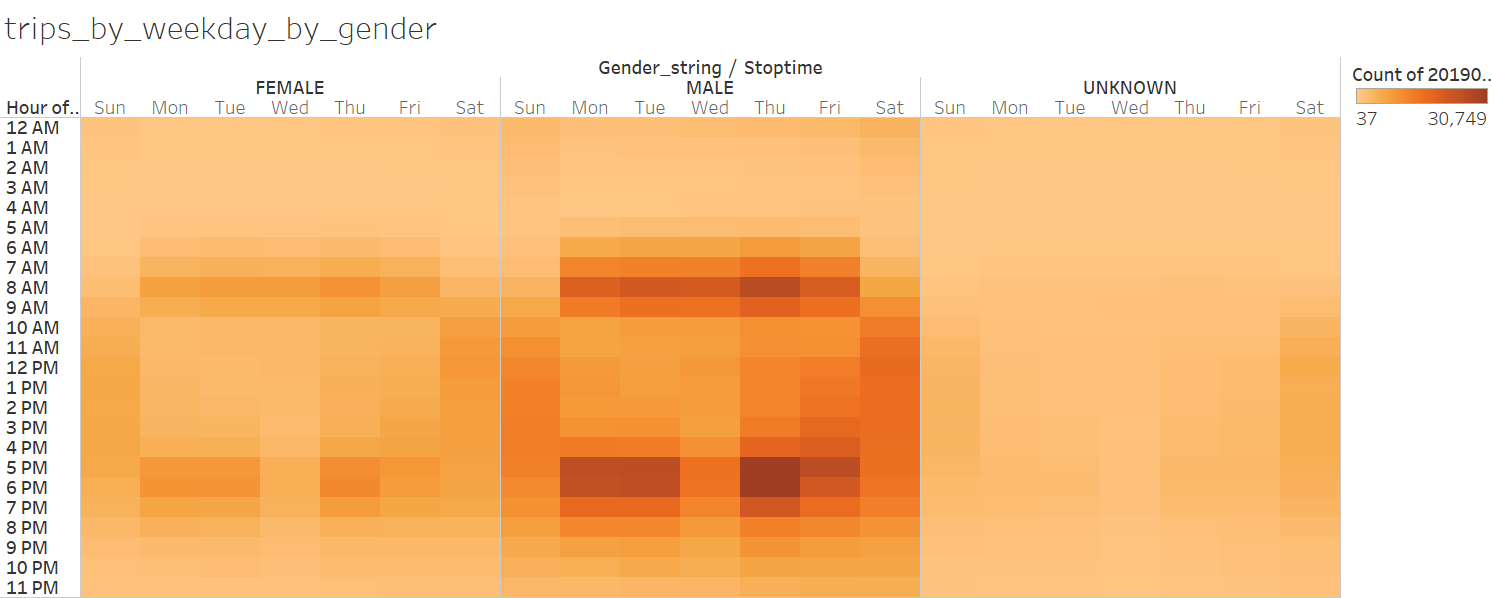 trips_by_weekday_by_gender
Gender_string / Stoptime
FEMALE MALE UNKNOWN
Hour of.. Sun Mon Tue Wed Thu Fri Sat Sun Mon Tue Wed Thu Fri Sat Sun Mon Tue Wed Thu Fri Sat
12 AM
1 AM
2 AM
3 AM
4 AM
5 AM
6 AM
7 AM
8 AM
9 AM
10 AM
11 AM
12 PM
1 PM
2 PM
3 PM
4 PM
5 PM
6 PM
7 PM
8 PM
9 PM
10 PM
11 PM
Count of 20190..
37 30,749